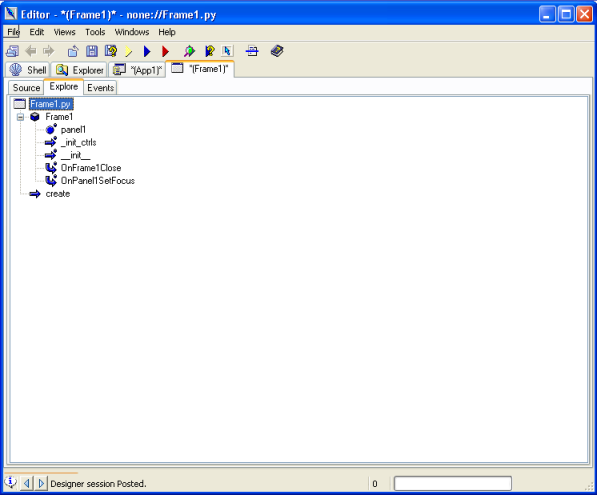 Editor - *(Frame1)* - none://Frame1.py
File Edit Views Tools Windows Help
Shell Explorer *(App1)* *(Frame1)*
Source Explore Events
Frame1.py
Frame1
panel1
_init_ctrls
__init__
OnFrame1Close
OnPanel1SetFocus
create
Designer session Posted. 0